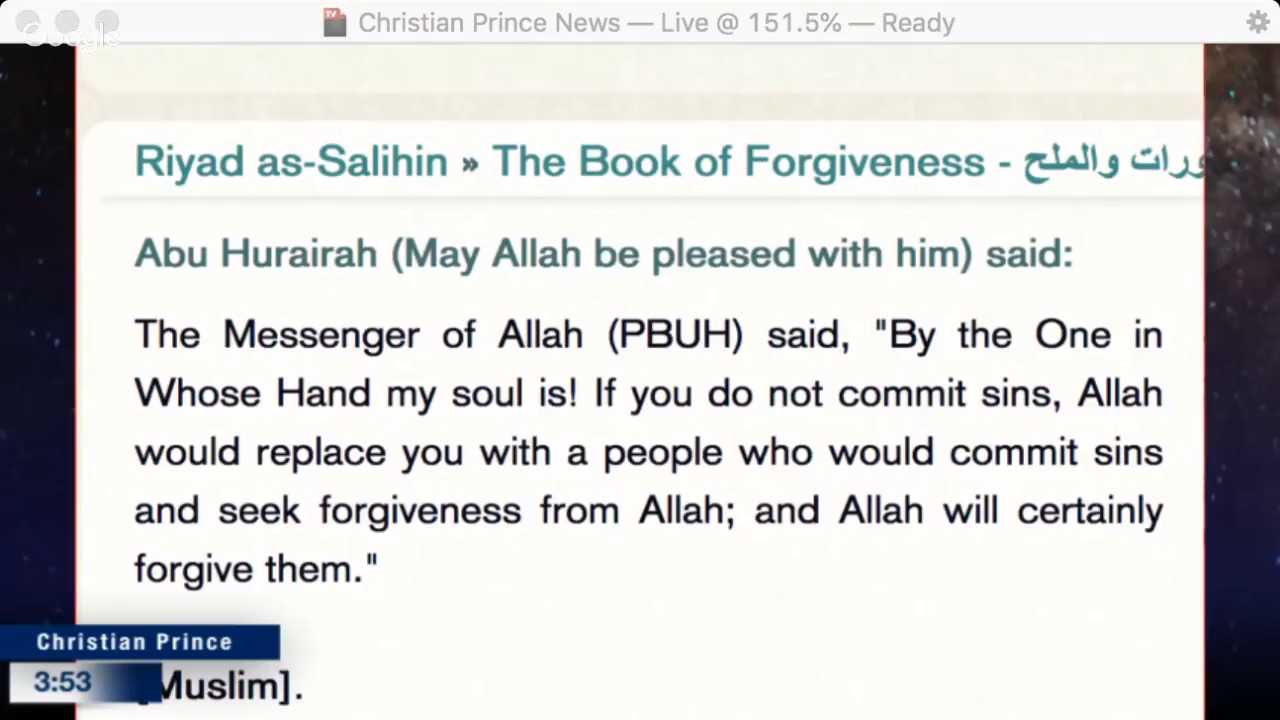 Christian Prince News — Live @ 151.5% — Ready
Google
Riyad as-Salihin » The Book of Forgiveness - والملح
Abu Hurairah (May Allah be pleased with him) said:
The Messenger of Allah (PBUH) said, "By the One in
Whose Hand my soul is! If you do not commit sins, Allah
would replace you with a people who would commit sins
and seek forgiveness from Allah; and Allah will certainly
forgive them."
Christian Prince
3:53
[Muslim].